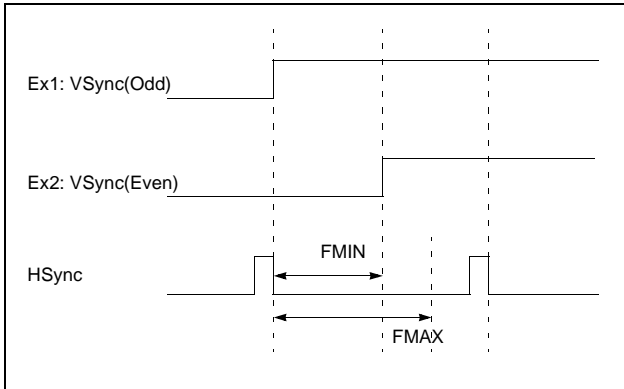 Ex1: VSync(Odd)
Ex2: VSync(Even)
FMIN
HSync
FMAX